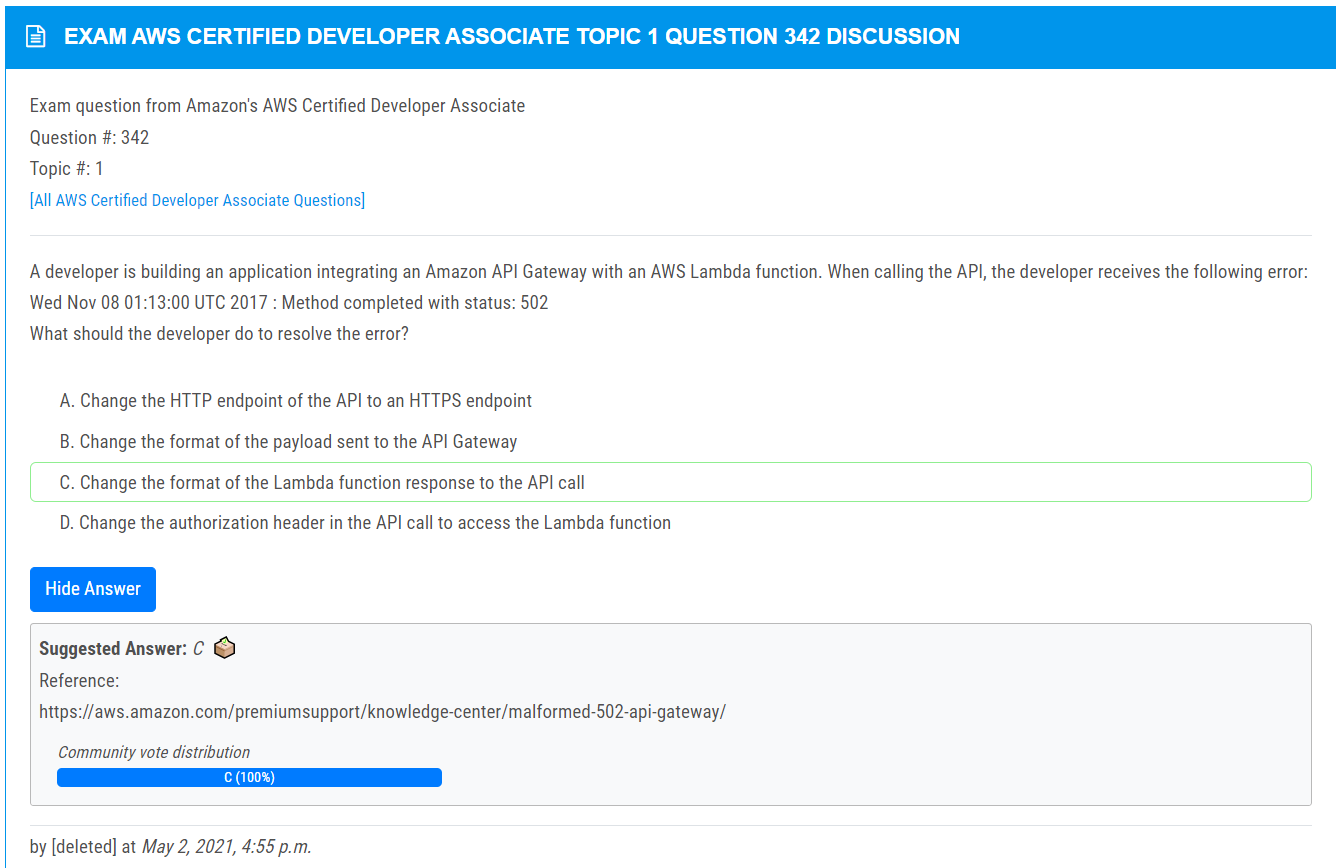 EXAM AWS CERTIFIED DEVELOPER ASSOCIATE TOPIC 1 QUESTION 342 DISCUSSION
Exam question from Amazon's AWS Certified Developer Associate
Question #: 342
Topic #: 1
[All AWS Certified Developer Associate Questions]
A developer is building an application integrating an Amazon API Gateway with an AWS Lambda function. When calling the API, the developer receives the following error:
Wed Nov 08 01:13:00 UTC 2017 : Method completed with status: 502
What should the developer do to resolve the error?
A. Change the HTTP endpoint of the API to an HTTPS endpoint
B. Change the format of the payload sent to the API Gateway
C. Change the format of the Lambda function response to the API call
D. Change the authorization header in the API call to access the Lambda function
Hide Answer
Suggested Answer: C
Reference:
https://aws.amazon.com/premiumsupport/knowledge-center/malformed-502-api-gateway/
Community vote distribution
C (100%)
by [deleted] at May 2, 2021, 4:55 p.m.